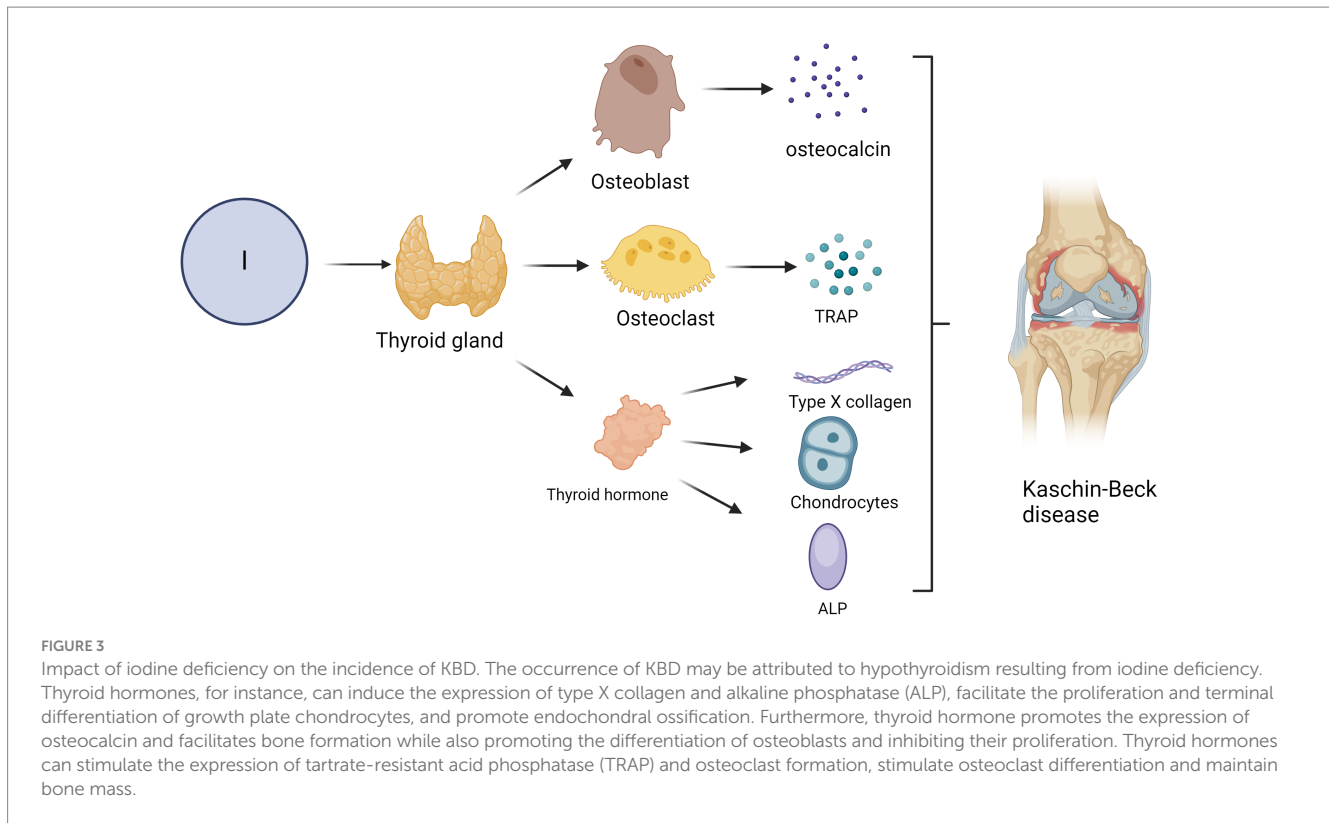 Osteoblast
osteocalcin
I
Thyroid gland
Osteoclast
TRAP
Thyroid hormone
Type X collagen
Chondrocytes
ALP
Kaschin-Beck
disease
FIGURE 3
Impact of iodine deficiency on the incidence of KBD. The occurrence of KBD may be attributed to hypothyroidism resulting from iodine deficiency.
Thyroid hormones, for instance, can induce the expression of type X collagen and alkaline phosphatase (ALP), facilitate the proliferation and terminal
differentiation of growth plate chondrocytes, and promote endochondral ossification. Furthermore, thyroid hormone promotes the expression of
osteocalcin and facilitates bone formation while also promoting the differentiation of osteoblasts and inhibiting their proliferation. Thyroid hormones
can stimulate the expression of tartrate-resistant acid phosphatase (TRAP) and osteoclast formation, stimulate osteoclast differentiation and maintain
bone mass.